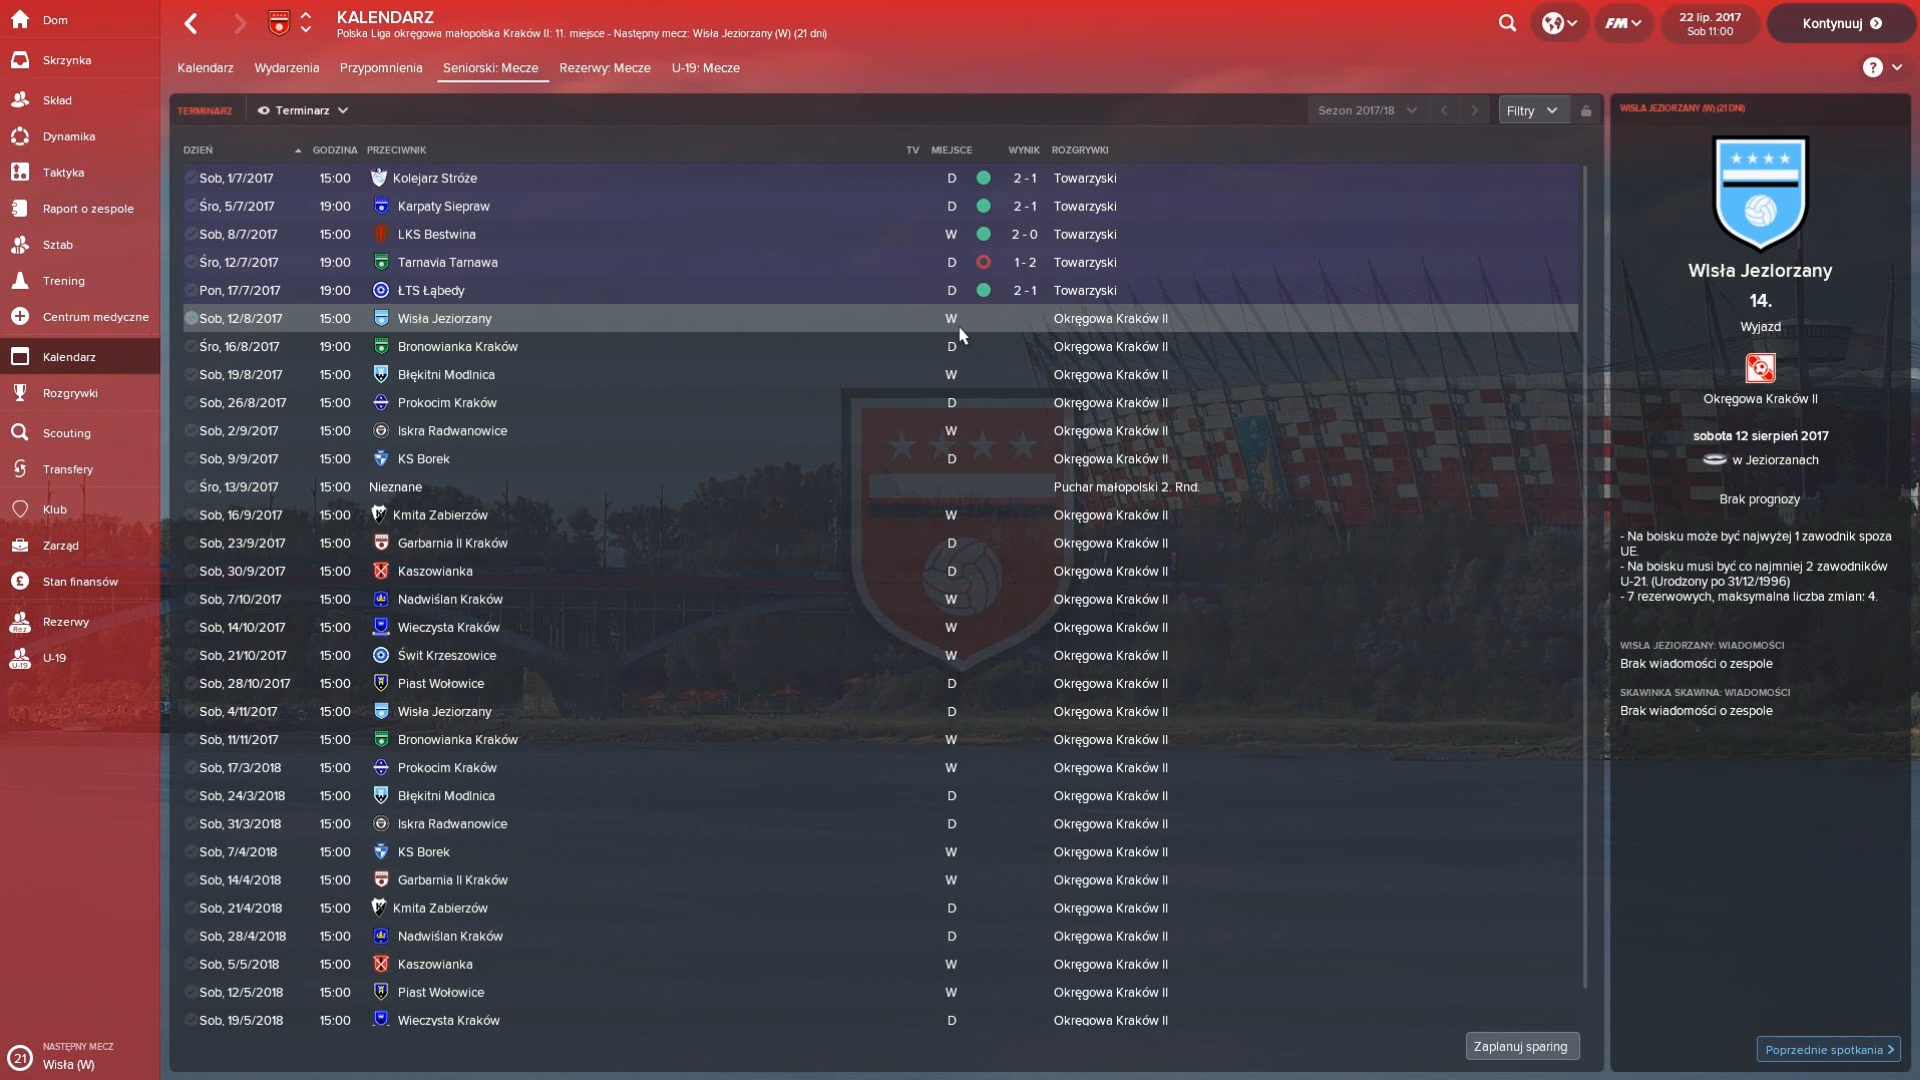 Dom
Skrzynka
Skład
Dynamika
Taktyka
Raport o zespole
Sztab
Trening
Centrum medyczne
Kalendarz
Rozgrywki
Scouting
Transfery
Klub
Zarząd
Stan finansów
Rezerwy
U-19
21 NASTĘPNY MECZ
Wisła (W)
KALENDARZ
Polska Liga okręgowa małopolska Kraków II: 11. miejsce - Następny mecz: Wisła Jeziorzany (W) (21 dni)
FM
22 lip. 2017
Sob 11:00
Kontynuuj
Kalendarz Wydarzenia Przypomnienia Seniorski: Mecze Rezerwy: Mecze U-19: Mecze
TERMINARZ Terminarz Sezon 2017/18 Filtry
DZIEŃ GODZINA PRZECIWNIK TV MIEJSCE WYNIK ROZGRYWKI
Sob, 1/7/2017 15:00 Kolejarz Stróże D 2 - 1 Towarzyski
Śro, 5/7/2017 19:00 Karpaty Siepraw D 2 - 1 Towarzyski
Sob, 8/7/2017 15:00 LKS Bestwina W 2 - 0 Towarzyski
Śro, 12/7/2017 19:00 Tarnavia Tarnawa D 1 - 2 Towarzyski
Pon, 17/7/2017 19:00 ŁTS Łąbedy D 2 - 1 Towarzyski
Sob, 12/8/2017 15:00 Wisła Jeziorzany W Okręgowa Kraków II
Śro, 16/8/2017 19:00 Bronowianka Kraków D Okręgowa Kraków II
Sob, 19/8/2017 15:00 Błękitni Modlnica W Okręgowa Kraków II
Sob, 26/8/2017 15:00 Prokocim Kraków D Okręgowa Kraków II
Sob, 2/9/2017 15:00 Iskra Radwanowice W Okręgowa Kraków II
Sob, 9/9/2017 15:00 KS Borek D Okręgowa Kraków II
Śro, 13/9/2017 15:00 Nieznane Puchar małopolski 2. Rnd.
Sob, 16/9/2017 15:00 Kmita Zabierzów W Okręgowa Kraków II
Sob, 23/9/2017 15:00 Garbarnia II Kraków D Okręgowa Kraków II
Sob, 30/9/2017 15:00 Kaszowianka D Okręgowa Kraków II
Sob, 7/10/2017 15:00 Nadwiślan Kraków W Okręgowa Kraków II
Sob, 14/10/2017 15:00 Wieczysta Kraków W Okręgowa Kraków II
Sob, 21/10/2017 15:00 Świt Krzeszowice W Okręgowa Kraków II
Sob, 28/10/2017 15:00 Piast Wołowice D Okręgowa Kraków II
Sob, 4/11/2017 15:00 Wisła Jeziorzany D Okręgowa Kraków II
Sob, 11/11/2017 15:00 Bronowianka Kraków W Okręgowa Kraków II
Sob, 17/3/2018 15:00 Prokocim Kraków W Okręgowa Kraków II
Sob, 24/3/2018 15:00 Błękitni Modlnica D Okręgowa Kraków II
Sob, 31/3/2018 15:00 Iskra Radwanowice D Okręgowa Kraków II
Sob, 7/4/2018 15:00 KS Borek W Okręgowa Kraków II
Sob, 14/4/2018 15:00 Garbarnia II Kraków W Okręgowa Kraków II
Sob, 21/4/2018 15:00 Kmita Zabierzów D Okręgowa Kraków II
Sob, 28/4/2018 15:00 Nadwiślan Kraków D Okręgowa Kraków II
Sob, 5/5/2018 15:00 Kaszowianka W Okręgowa Kraków II
Sob, 12/5/2018 15:00 Piast Wołowice W Okręgowa Kraków II
Sob, 19/5/2018 15:00 Wieczysta Kraków D Okręgowa Kraków II
Zaplanuj sparing
WISŁA JEZIORZANY (W) (21 DNI)
Wisła Jeziorzany
14.
Wyjazd
Okręgowa Kraków II
sobota 12 sierpień 2017
w Jeziorzanach
Brak prognozy
- Na boisku może być najwyżej 1 zawodnik spoza
UE.
- Na boisku musi być co najmniej 2 zawodników
U-21. (Urodzony po 31/12/1996)
- 7 rezerwowych, maksymalna liczba zmian: 4.
WISŁA JEZIORZANY: WIADOMOŚCI
Brak wiadomości o zespole
SKAWINKA SKAWINA: WIADOMOŚCI
Brak wiadomości o zespole
Poprzednie spotkania